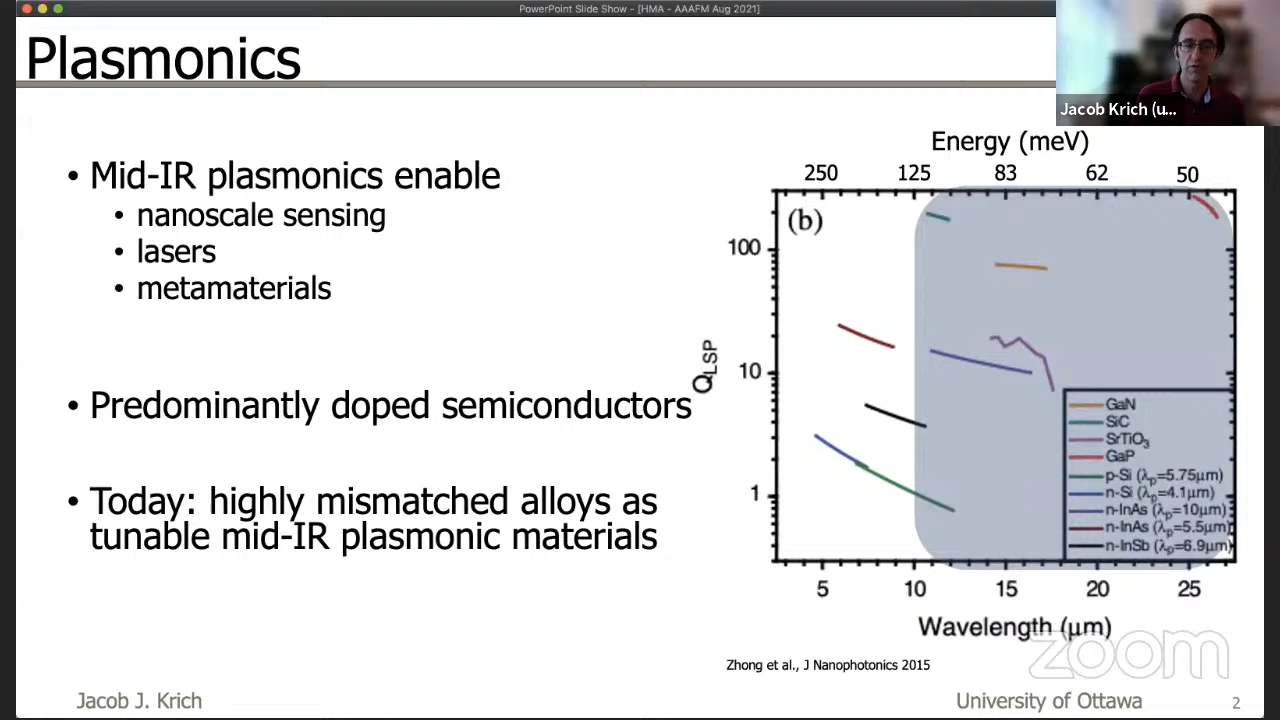 PowerPoint Slide Show - [HMA - AAAFM Aug 2021]
Plasmonics
Jacob Krich (u...
• Mid-IR plasmonics enable
• nanoscale sensing
• lasers
• metamaterials
• Predominantly doped semiconductors
• Today: highly mismatched alloys as
tunable mid-IR plasmonic materials
Energy (meV)
250 125 83 62 50
(b)
100
10
1
QLSP
GaN
SiC
SrTiO3
GaP
p-Si (λp=5.75μm)
n-Si (λp=4.1μm)
n-InAs (λp=10μm)
n-InAs (λp=5.5μm)
n-InSb (λp=6.9μm)
5 10 15 20 25
Wavelength (μm)
zoom
Zhong et al., J Nanophotonics 2015
Jacob J. Krich
University of Ottawa
2